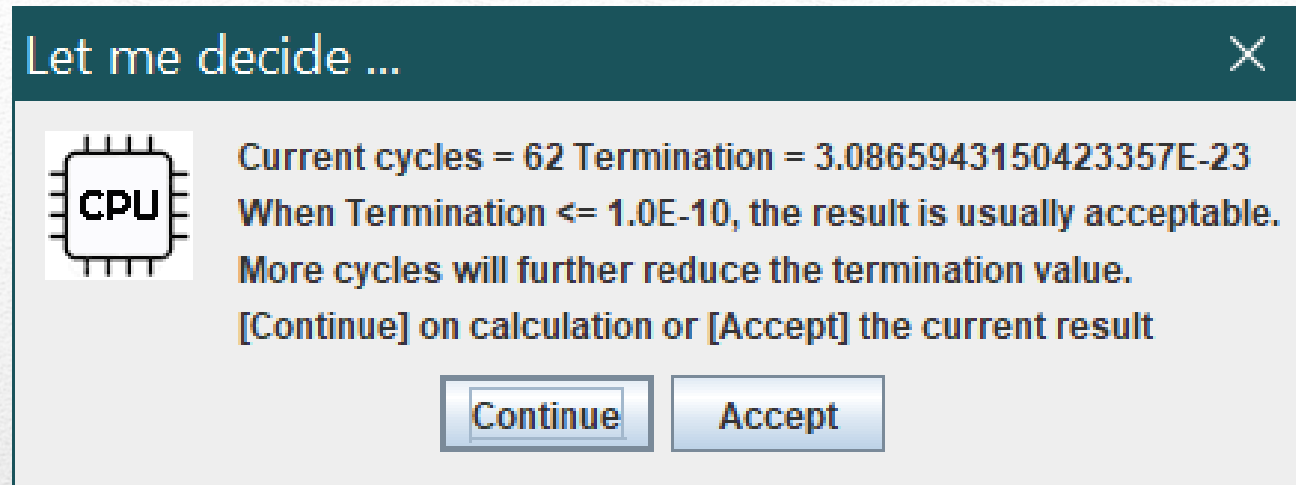 Let me decide ...
CPU
Current cycles = 62 Termination = 3.0865943150423357E-23
When Termination <= 1.0E-10, the result is usually acceptable.
More cycles will further reduce the termination value.
[Continue] on calculation or [Accept] the current result
Continue
Accept